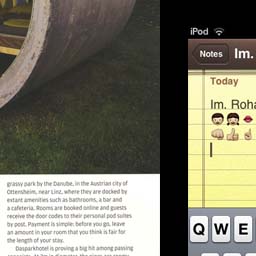 grassy park by the Danube, in the Austrian city of
Ottensheim, near Linz, where they are docked by
extant amenities such as bathrooms, a bar and
a cafeteria. Rooms are booked online and guests
receive the door codes to their personal pod suites
by post. Payment is simple: before you go, leave
an amount in your room that you think is fair for
the length of your stay.
Dasparkhotel is proving a big hit among passing
iPod
Notes
Im.
Today
Im. Roha
Q W E